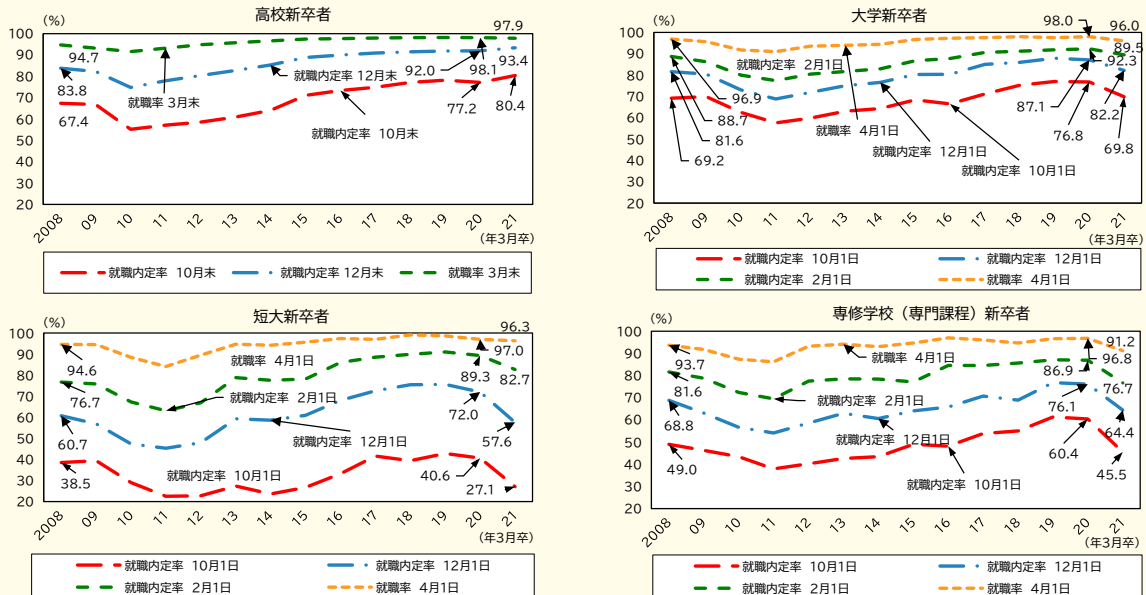 高校新卒者
(%)
100
90
80
70
60
50
40
30
20
94.7
83.8
67.4
就職率 3月末
就職内定率 12月末
就職内定率 10月末
97.9
92.0
98.1
93.4
77.2
80.4
2008 09 10 11 12 13 14 15 16 17 18 19 20 21
(年3月卒)
就職内定率 10月末 就職内定率 12月末 就職率 3月末
大学新卒者
(%)
100
90
80
70
60
50
40
30
20
就職内定率 2月1日
96.9
88.7
81.6
69.2
就職率 4月1日
就職内定率 12月1日
就職内定率 10月1日
98.0
96.0
89.5
92.3
87.1
82.2
76.8
69.8
2008 09 10 11 12 13 14 15 16 17 18 19 20 21
(年3月卒)
就職内定率 10月1日 就職内定率 12月1日
就職内定率 2月1日 就職率 4月1日
短大新卒者
(%)
100
90
80
70
60
50
40
30
20
94.6
76.7
60.7
38.5
就職率 4月1日
就職内定率 2月1日
就職内定率 12月1日
就職内定率 10月1日
96.3
97.0
89.3
82.7
72.0
57.6
40.6
27.1
2008 09 10 11 12 13 14 15 16 17 18 19 20 21
(年3月卒)
就職内定率 10月1日 就職内定率 12月1日
就職内定率 2月1日 就職率 4月1日
専修学校（専門課程）新卒者
(%)
100
90
80
70
60
50
40
30
20
93.7
81.6
68.8
49.0
就職率 4月1日
就職内定率 2月1日
就職内定率 12月1日
就職内定率 10月1日
91.2
96.8
86.9
76.7
76.1
64.4
60.4
45.5
2008 09 10 11 12 13 14 15 16 17 18 19 20 21
(年3月卒)
就職内定率 10月1日 就職内定率 12月1日
就職内定率 2月1日 就職率 4月1日